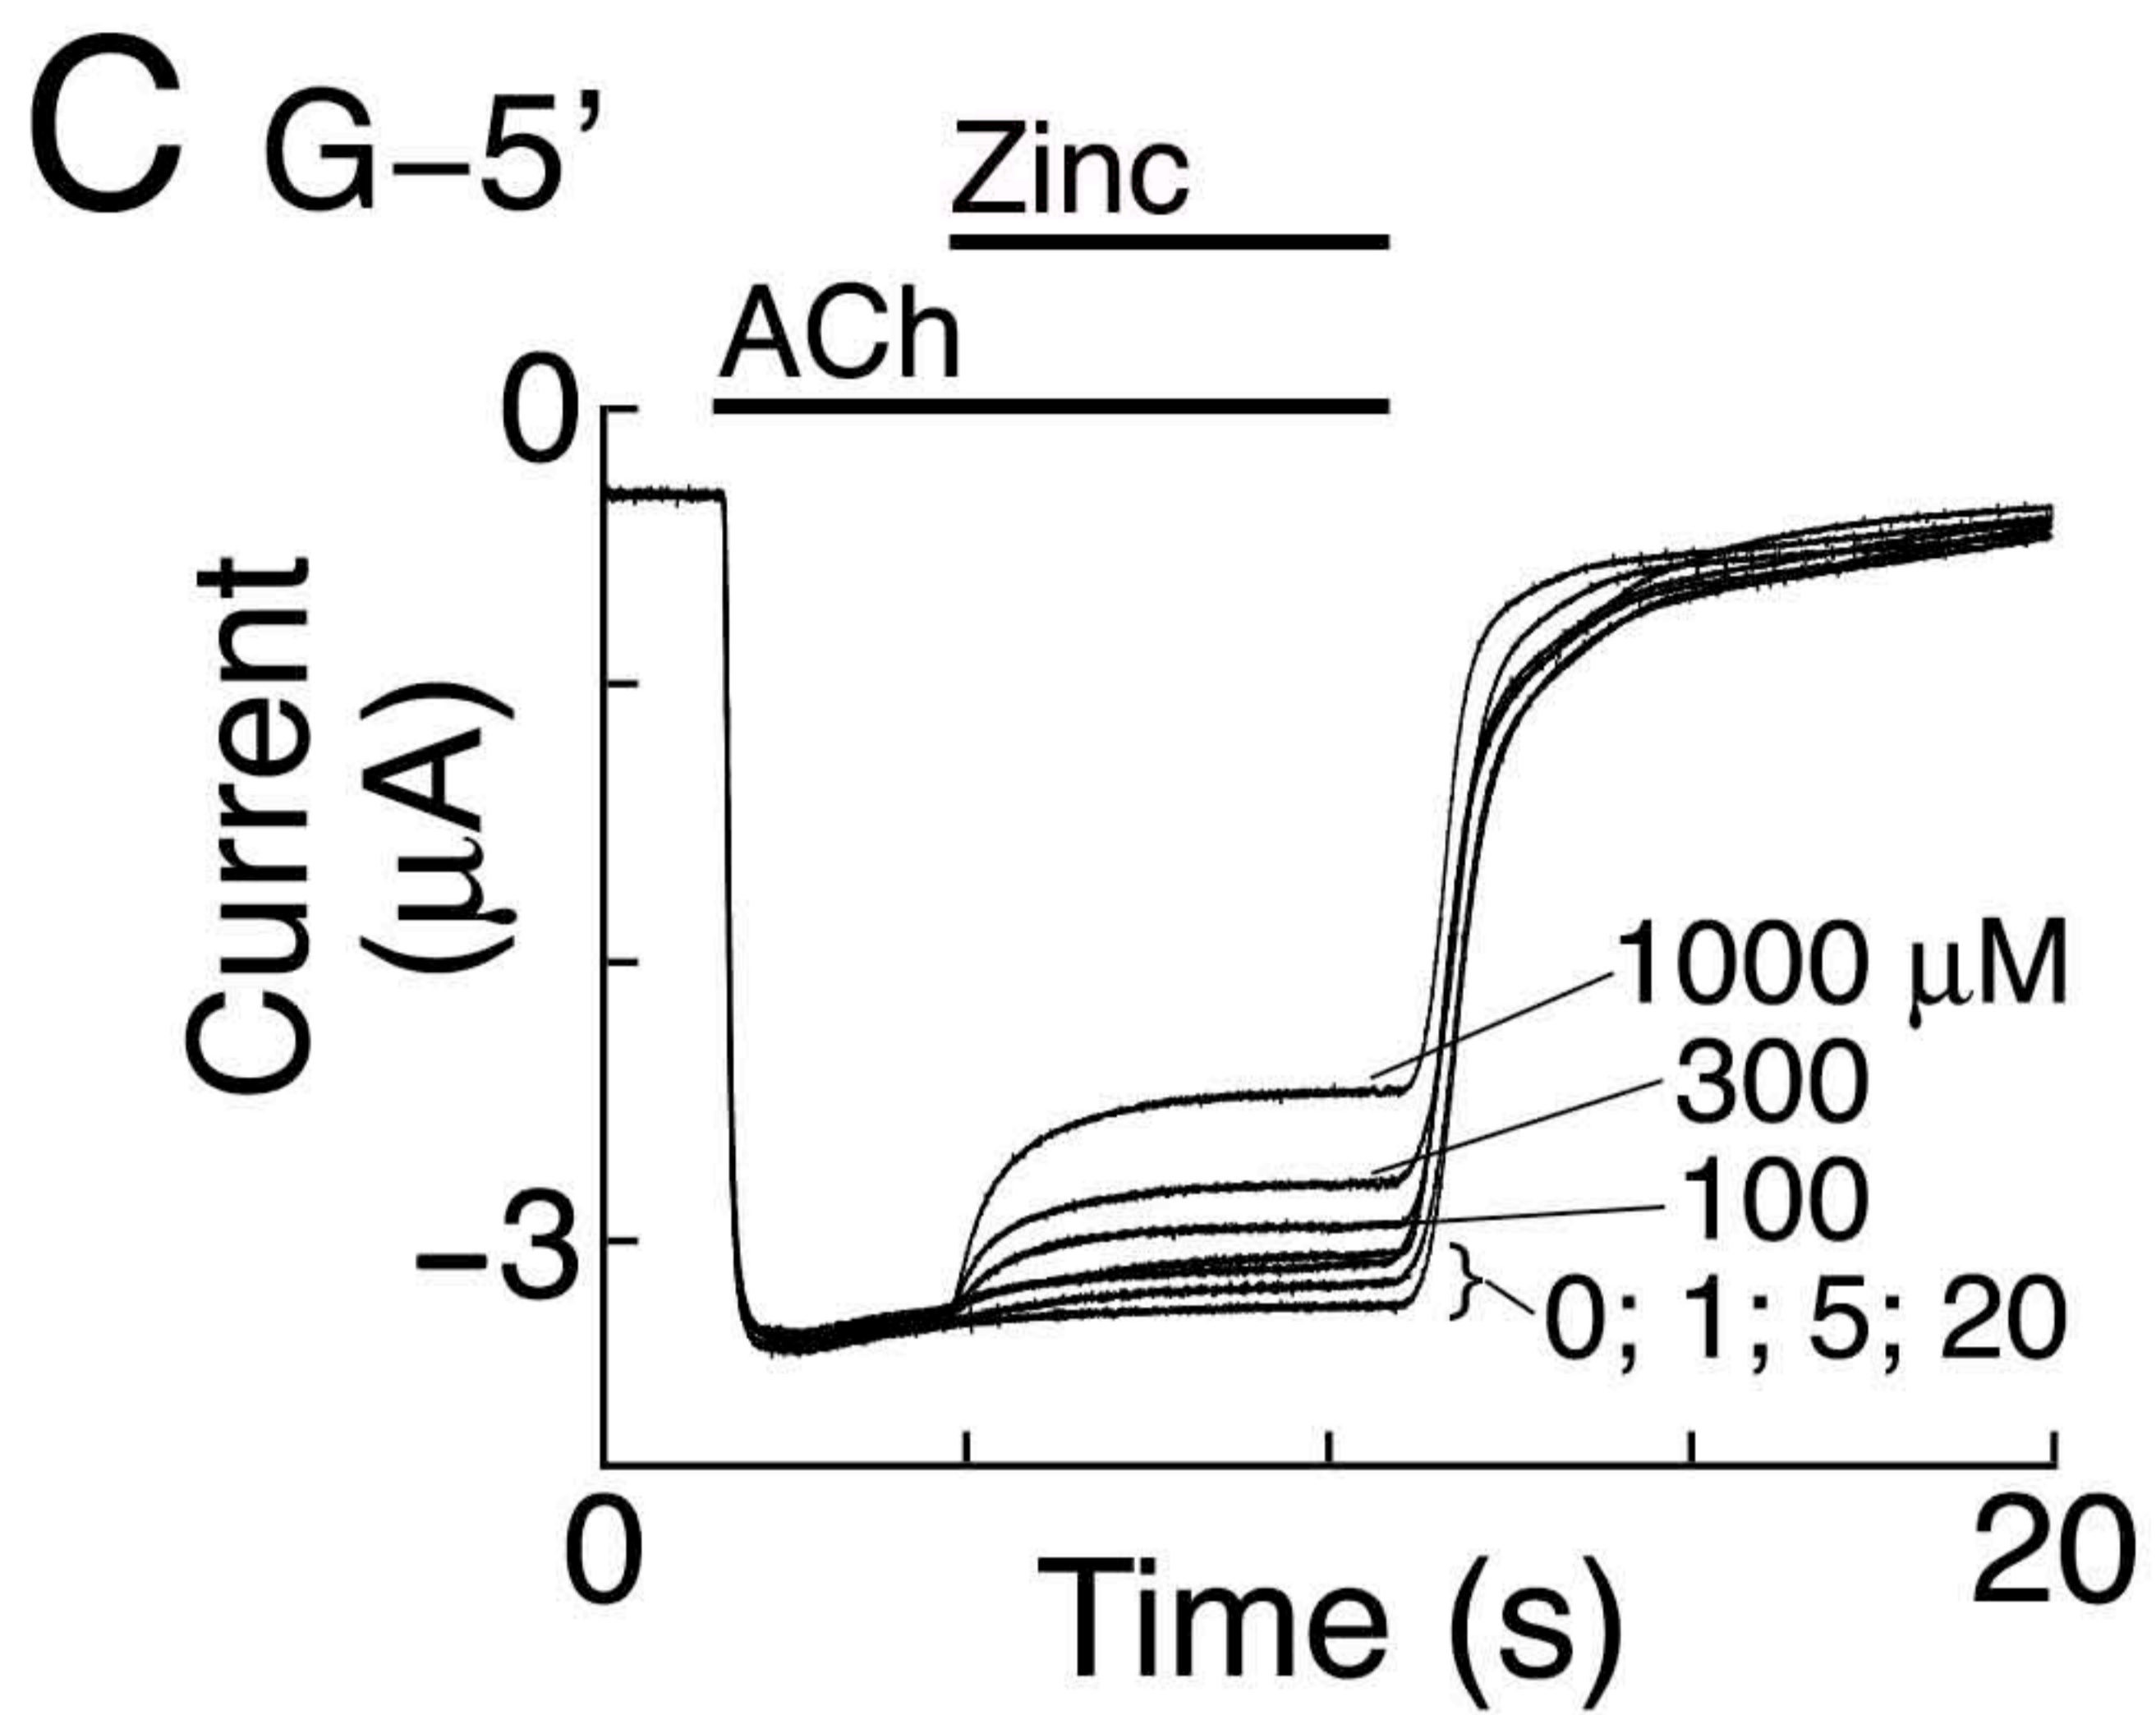 C G–5’
Zinc
ACh
0
Current
(µA)
1000 µM
300
100
-3
}0; 1; 5; 20
0
20
Time (s)